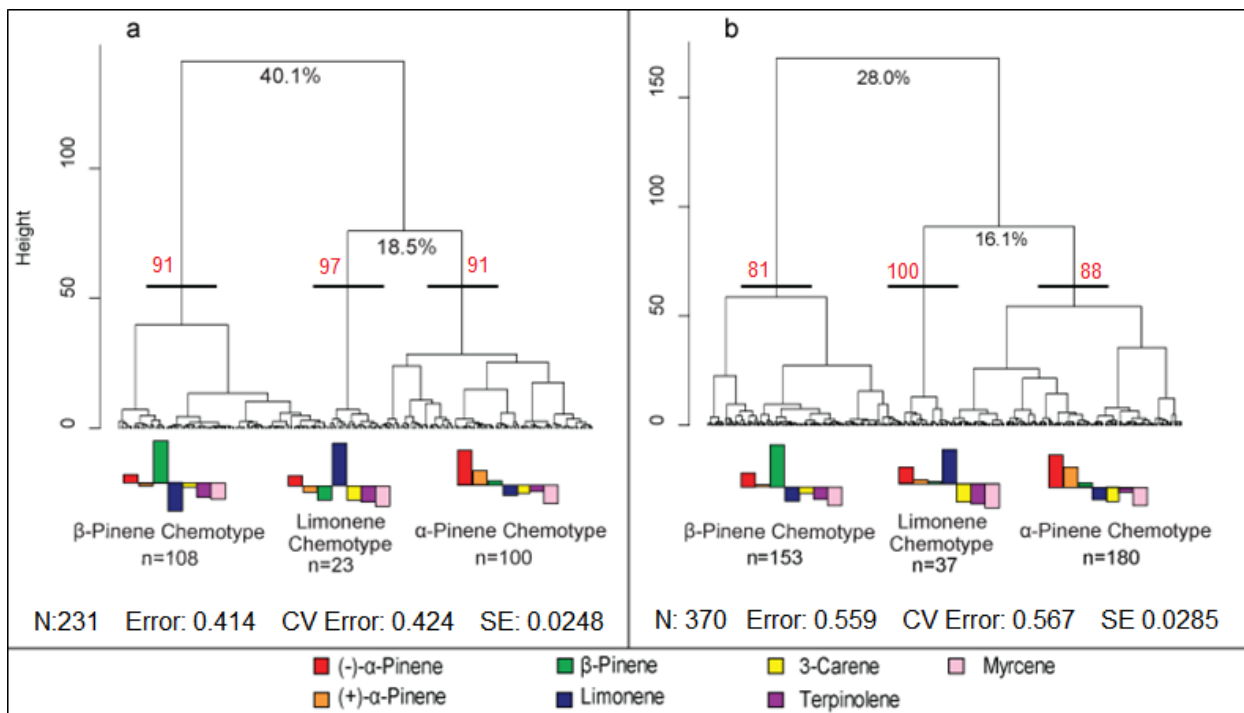 a
40.1%
18.5%
91
97
91
Height
100
50
0
β-Pinene Chemotype
n=108
Limonene
Chemotype
n=23
α-Pinene Chemotype
n=100
N:231 Error: 0.414 CV Error: 0.424 SE: 0.0248
b
28.0%
16.1%
81
100
88
150
100
50
0
β-Pinene Chemotype
n=153
Limonene
Chemotype
n=37
α-Pinene Chemotype
n=180
N: 370 Error: 0.559 CV Error: 0.567 SE 0.0285
(-)-α-Pinene β-Pinene 3-Carene Myrcene
(+)-α-Pinene Limonene Terpinolene